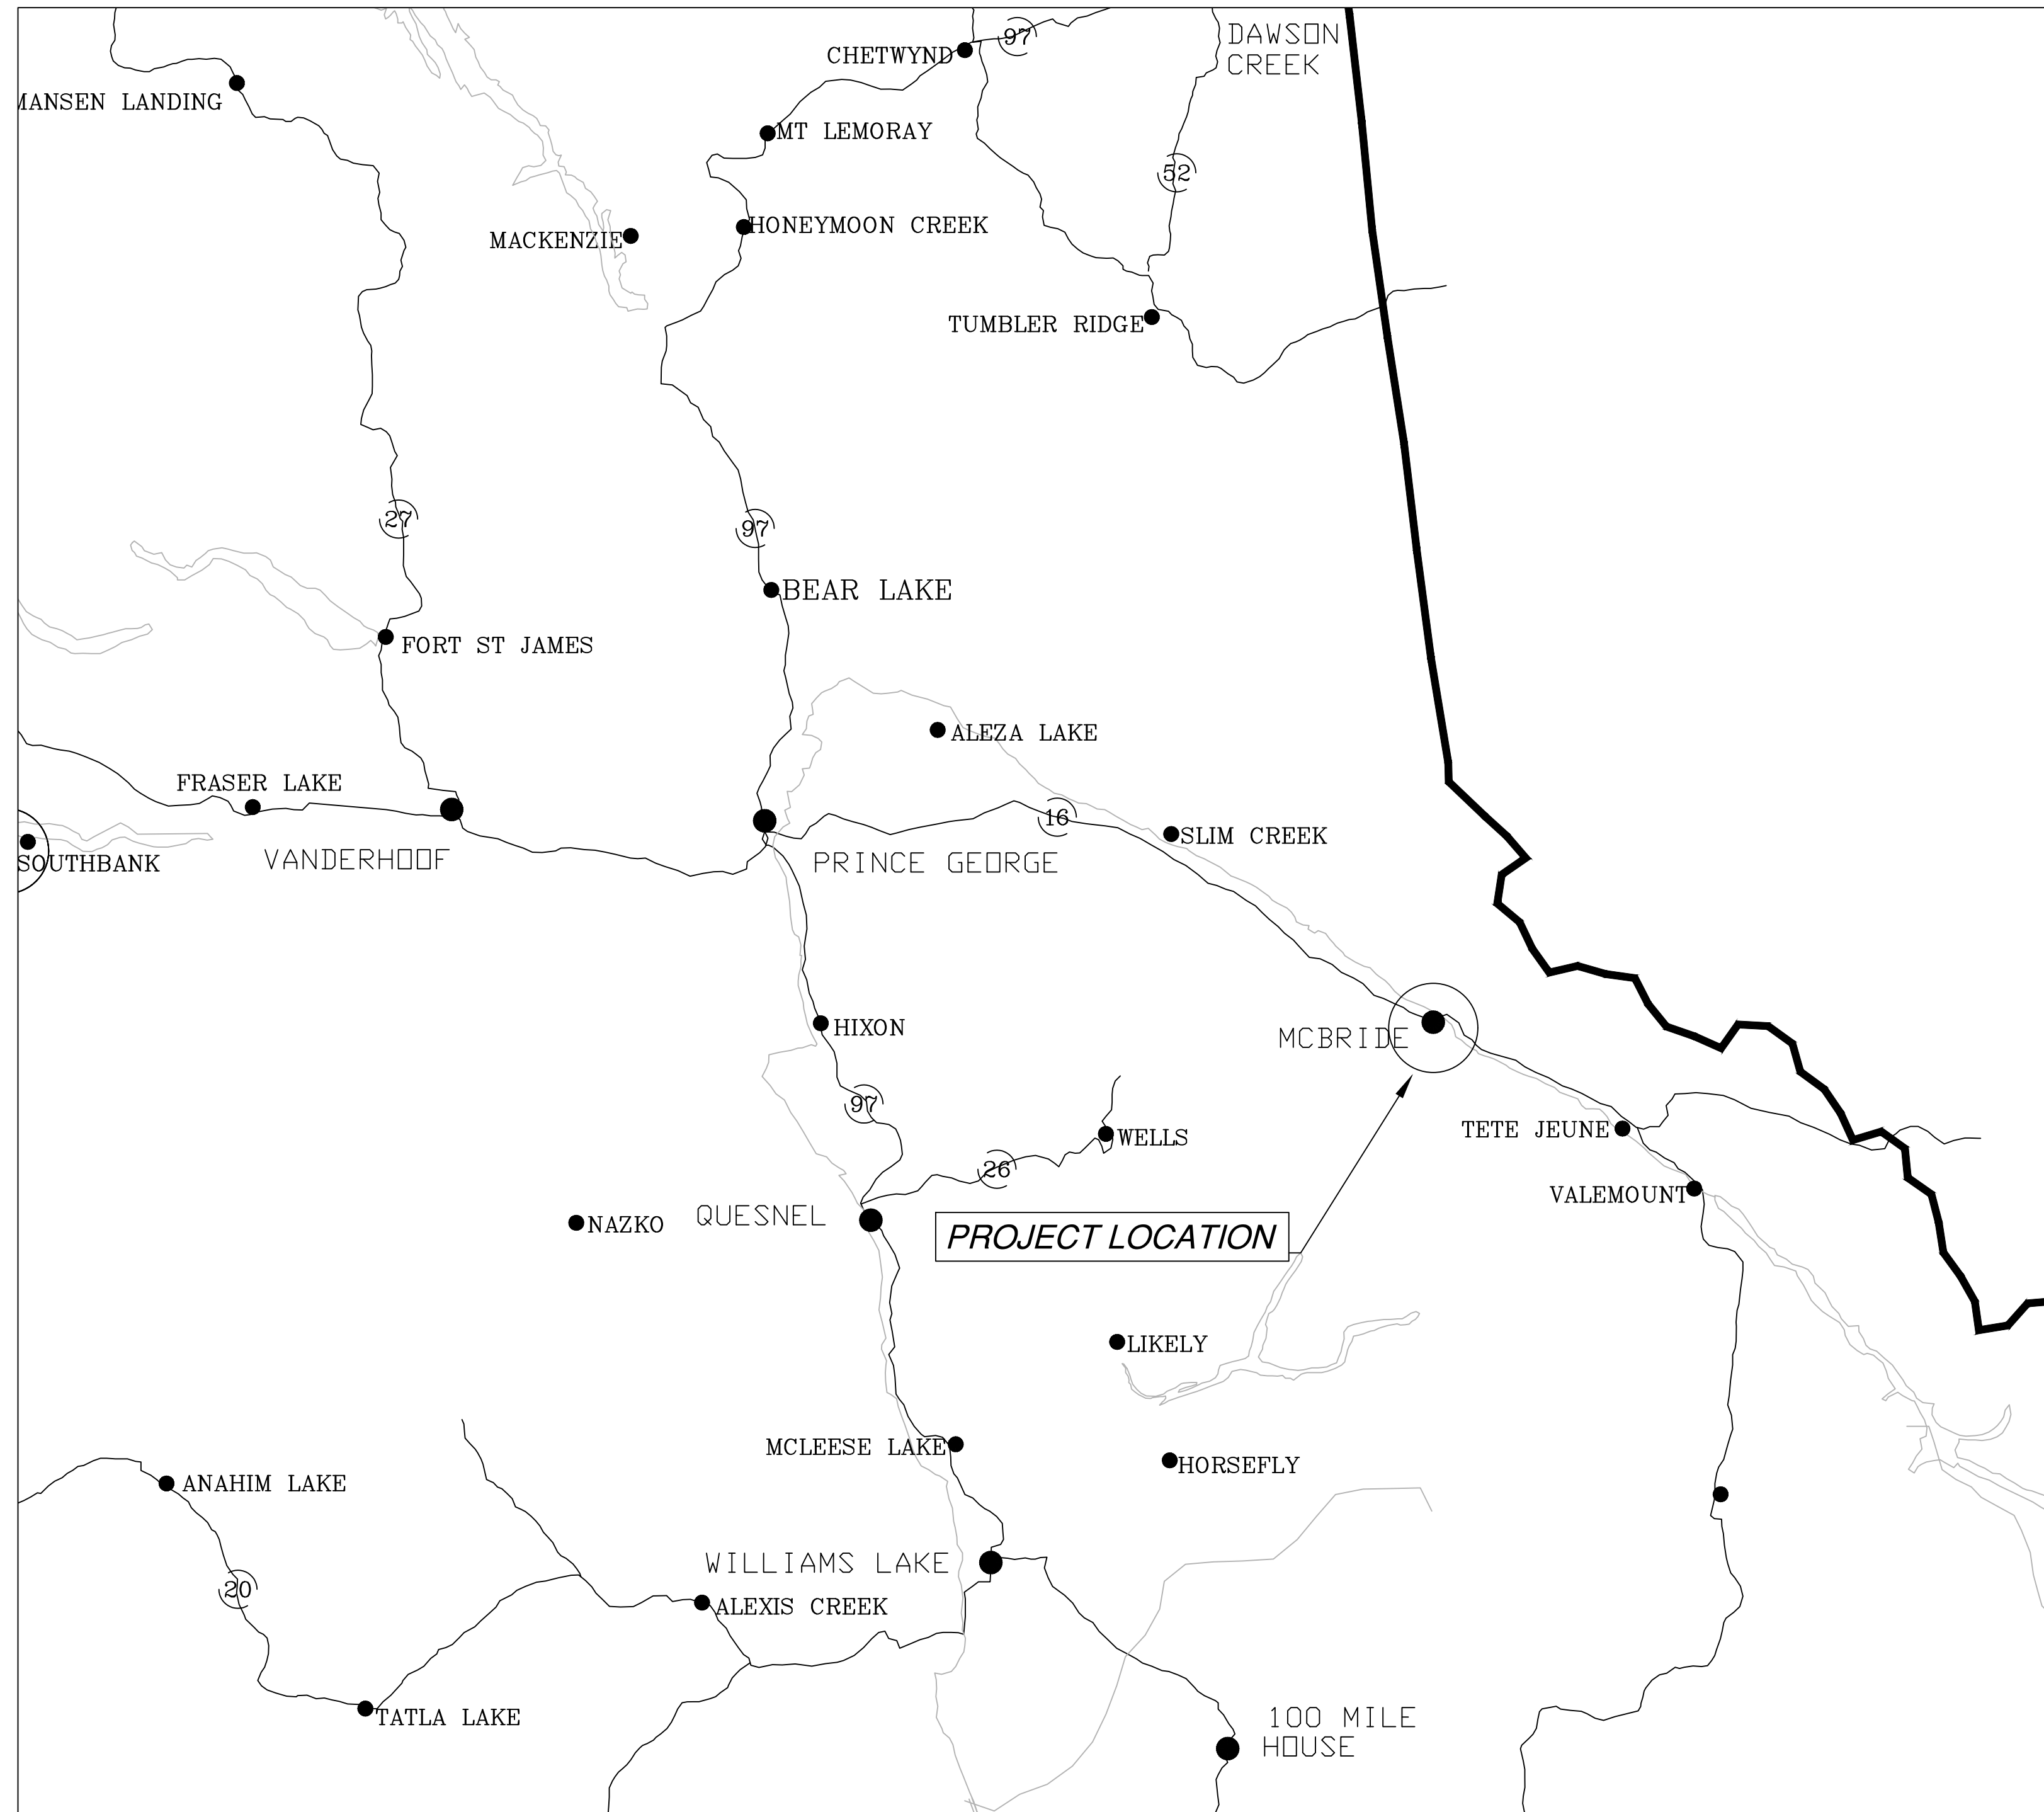 97
DAWSON
CREEK
CHETWYND
MANSEN LANDING
MT LEMORAY
52
HONEYMOON CREEK
MACKENZIE
TUMBLER RIDGE
27
97
BEAR LAKE
FORT ST JAMES
ALEZA LAKE
FRASER LAKE
16
SLIM CREEK
SOUTHBANK
VANDERHOOF
PRINCE GEORGE
HIXON
MCBRIDE
97
TETE JEUNE
WELLS
26
VALEMOUNT
QUESNEL
NAZKO
PROJECT LOCATION
LIKELY
MCLEESE LAKE
HORSEFLY
ANAHIM LAKE
WILLIAMS LAKE
20
ALEXIS CREEK
TATLA LAKE
100 MILE
HOUSE